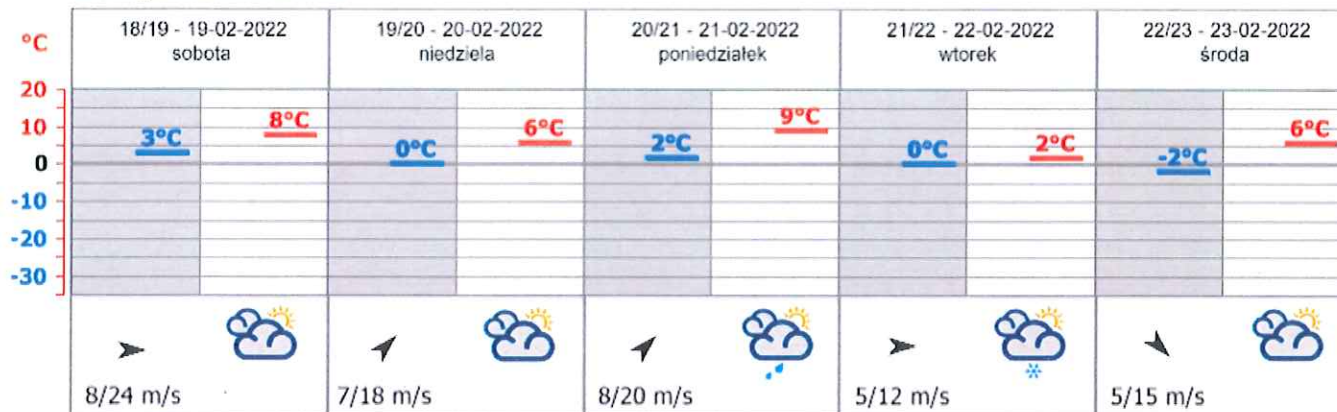 °C
18/19 - 19-02-2022
sobota
19/20 - 20-02-2022
niedziela
20/21 - 21-02-2022
poniedziałek
21/22 - 22-02-2022
wtorek
22/23 - 23-02-2022
środa
20
10
0
-10
-20
-30
3°C
8°C
0°C
6°C
2°C
9°C
0°C
2°C
-2°C
6°C
8/24 m/s
7/18 m/s
8/20 m/s
5/12 m/s
5/15 m/s